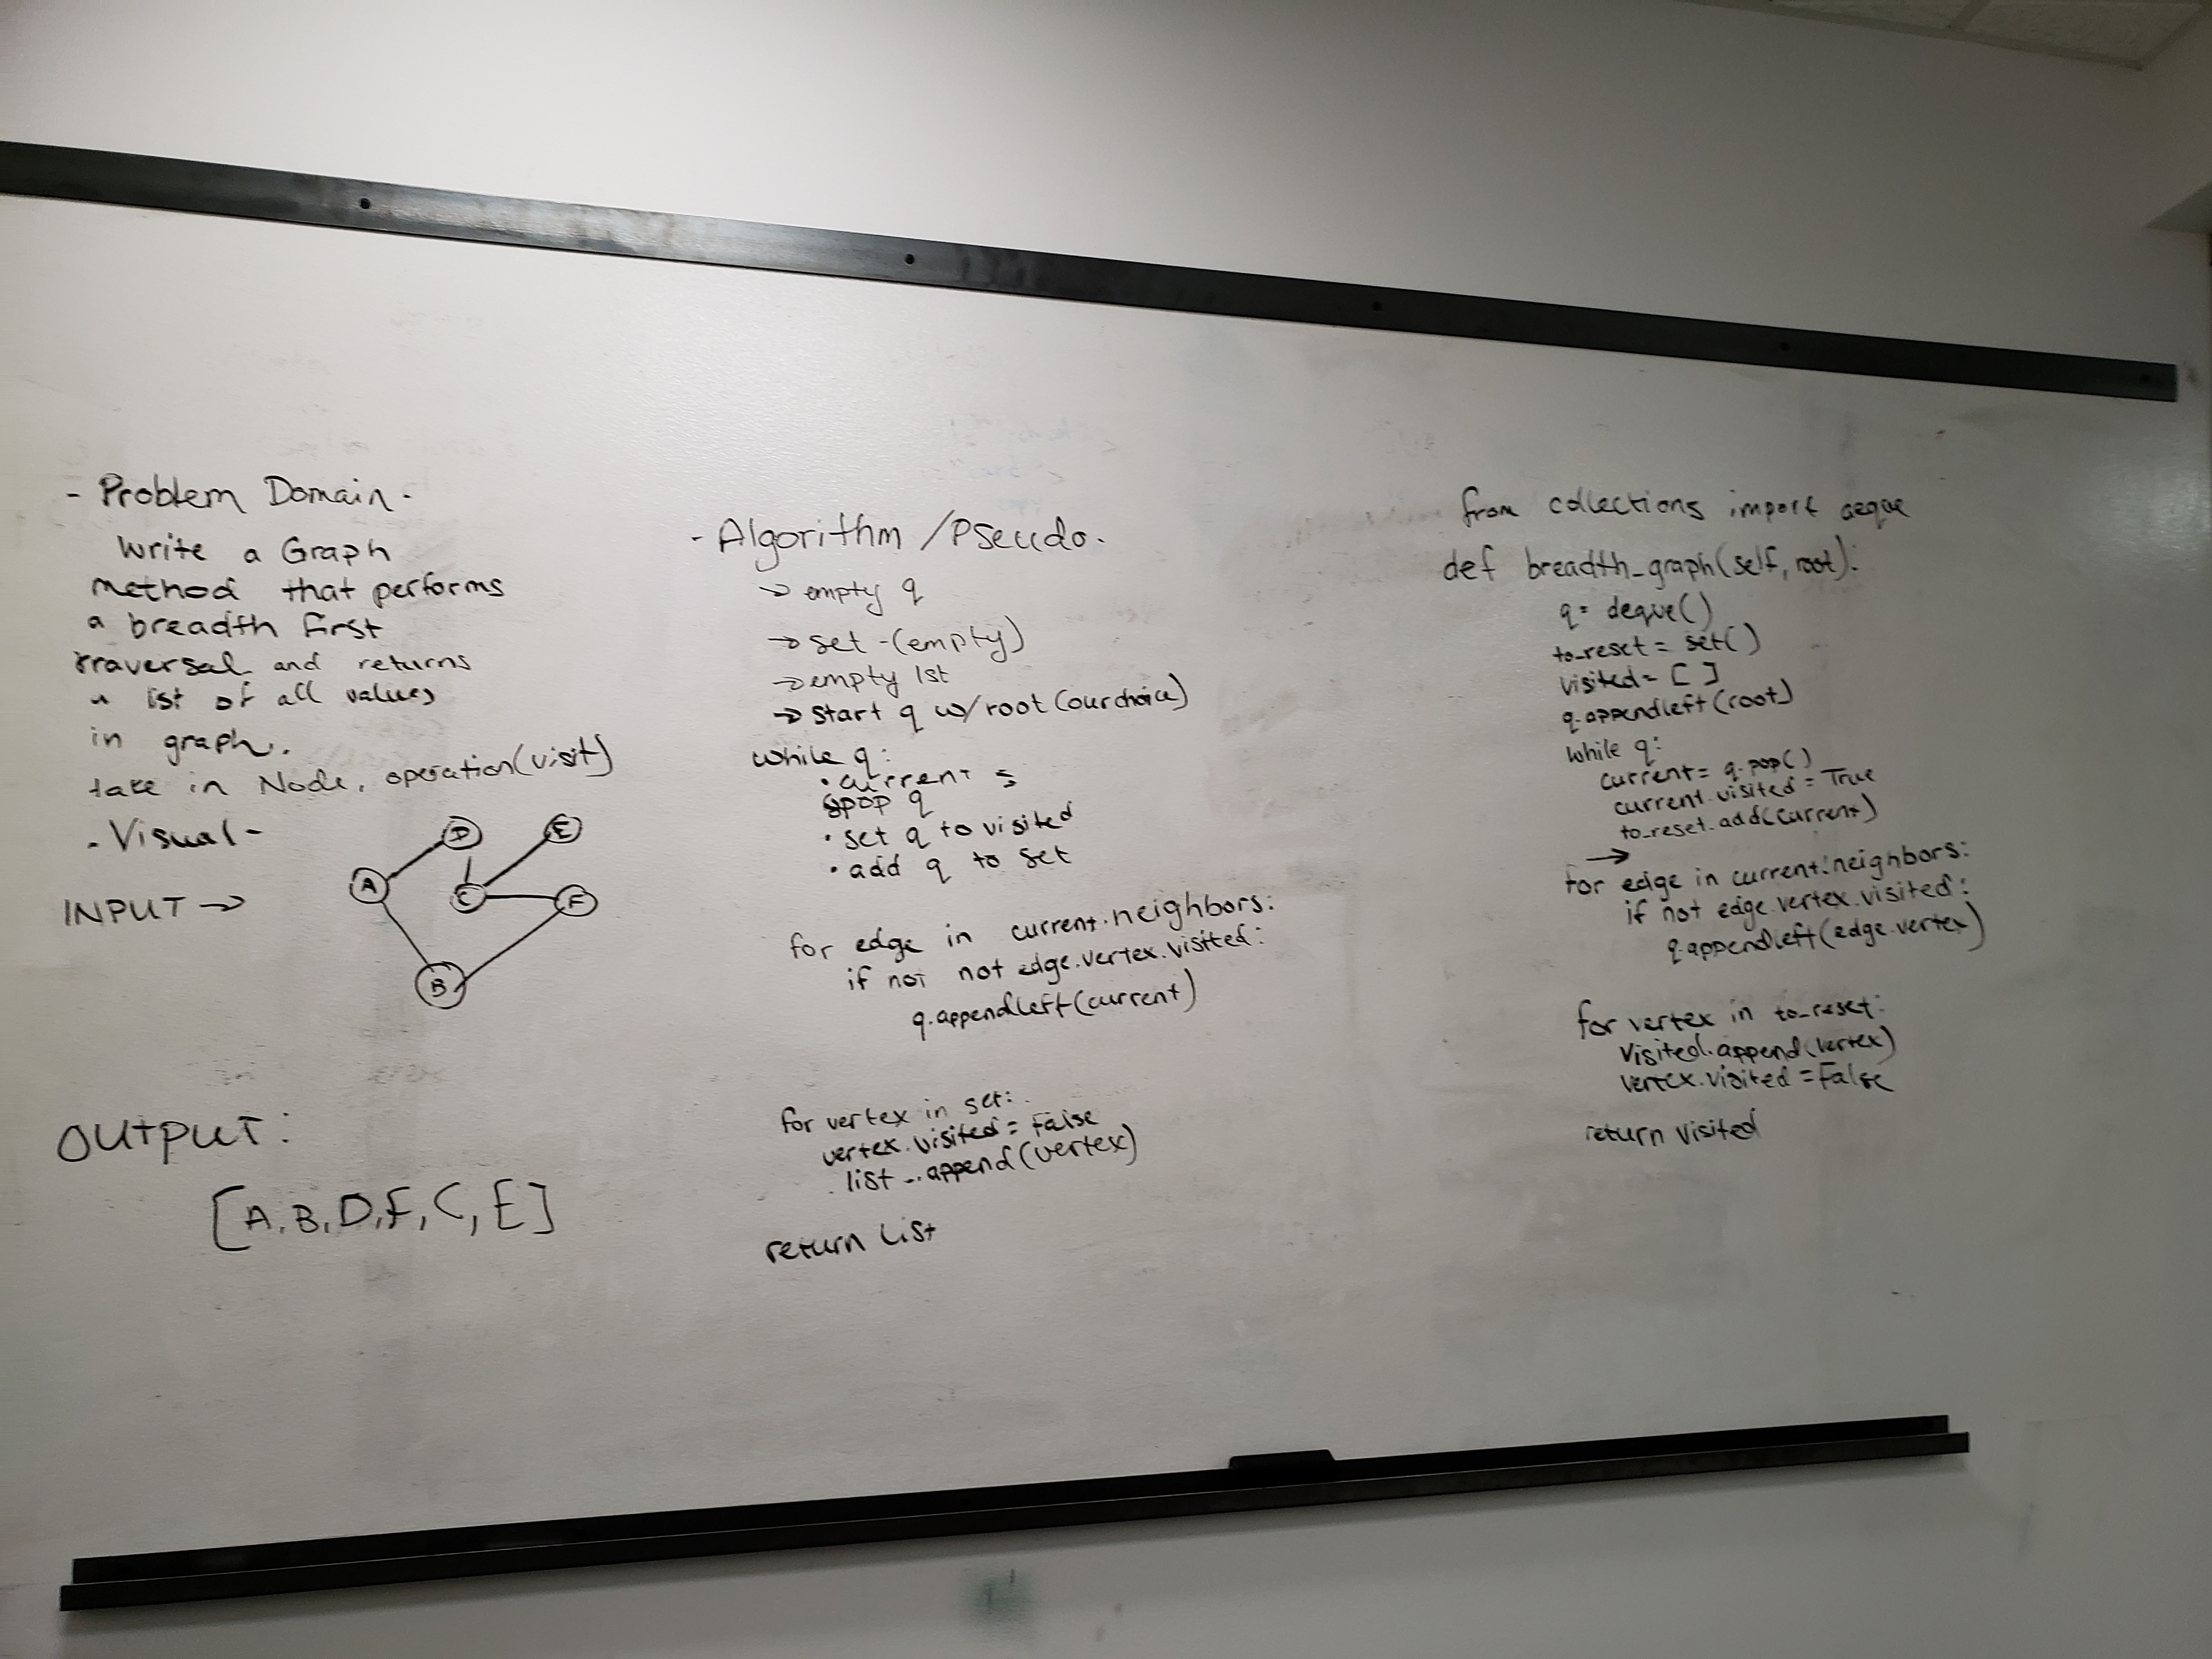 - Problem Domain -
Write a Graph
method that performs
a breadth first
traversal and returns
a list of all values
in graph.
take in Node, operation(visit)
- Visual -
INPUT →
D
E
A
C
F
B
OUTPUT:
[A, B, D, F, C, E]
- Algorithm / Pseudo.
→ empty q
→ set -(empty)
→ empty lst
→ start q w/ root (our choice)
while q:
• current =
pop q
• set q to visited
• add q to set
for edge in current.neighbors:
if not not edge.vertex.visited:
q.appendleft(current)
for vertex in set:
vertex.visited = False
list .append(vertex)
return List
from collections import deque
def breadth_graph(self, root):
q = deque()
to_reset = set()
visited = []
q.appendleft(root)
while q:
current = q.pop()
current.visited = True
to_reset.add(current)
→
for edge in current.neighbors:
if not edge.vertex.visited:
q.appendleft(edge.vertex)
for vertex in to_reset:
visited.append(vertex)
vertex.visited = False
return visited